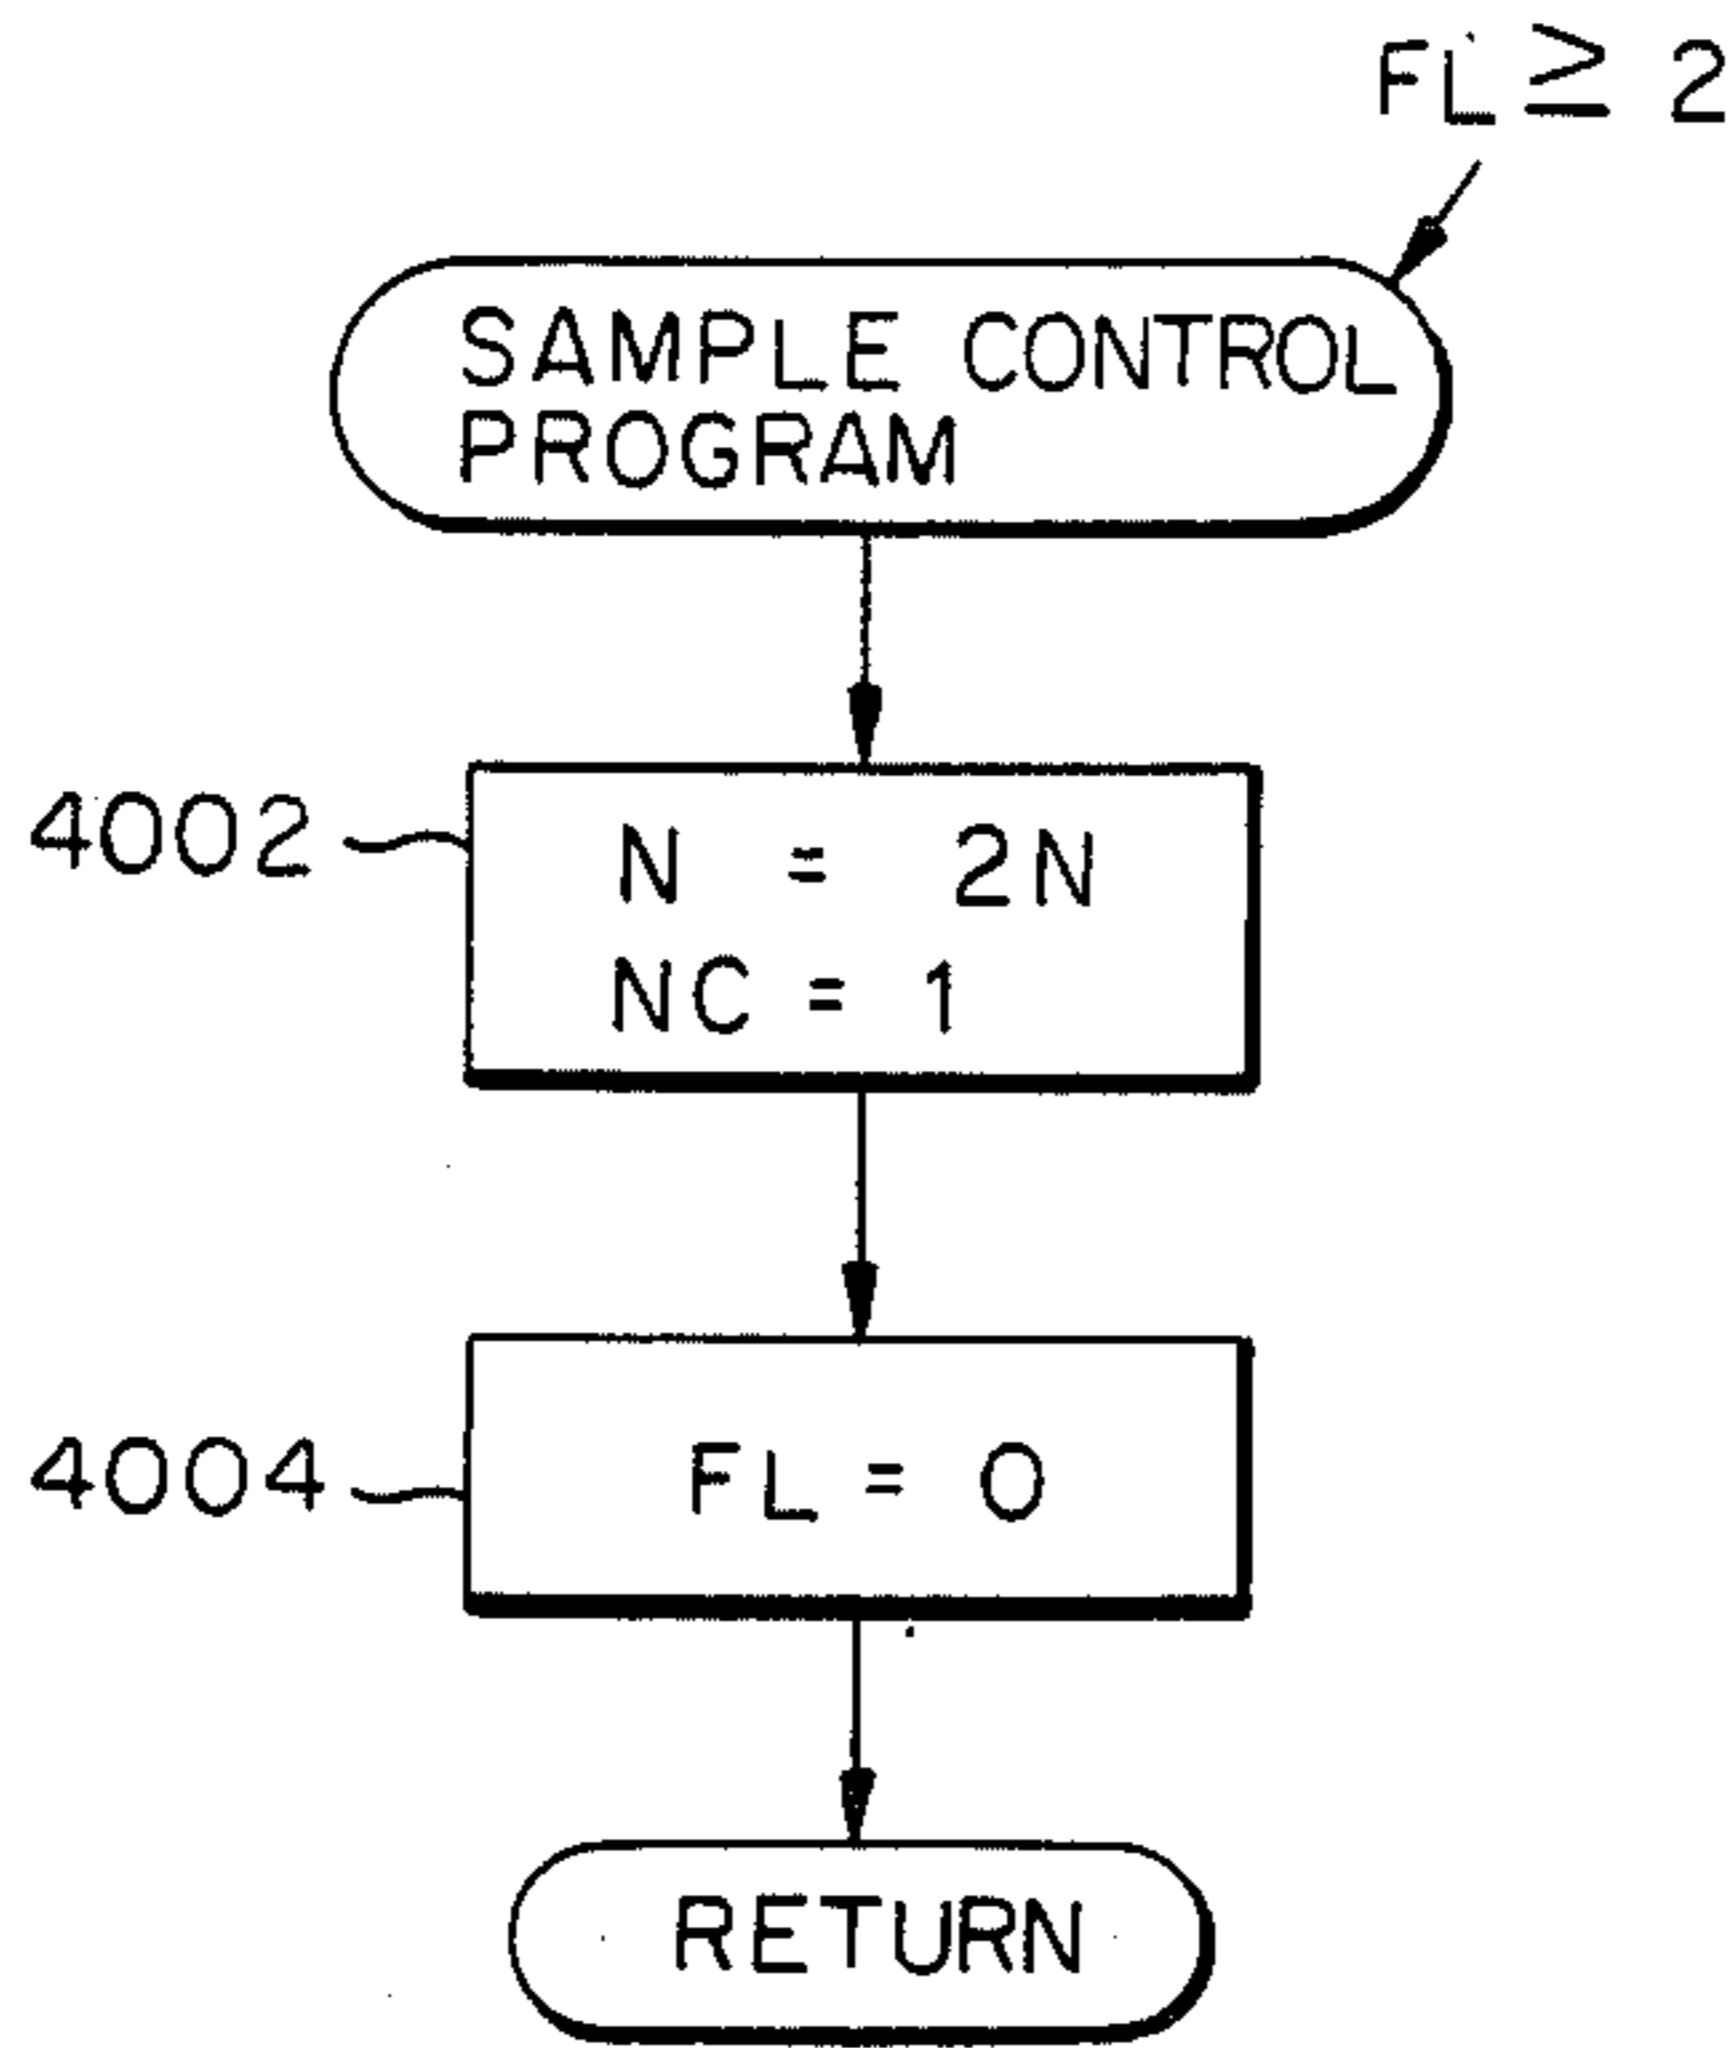 FL ≥ 2
SAMPLE CONTROL
PROGRAM
4002
N = 2N
NC = 1
4004
FL = 0
RETURN